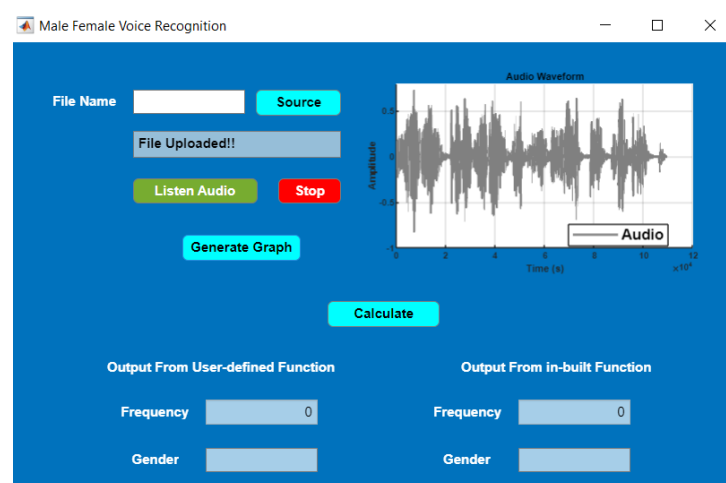 Male Female Voice Recognition
File Name
Source
File Uploaded!!
Listen Audio
Stop
Generate Graph
Audio Waveform
Amplitude
0.5
0
-0.5
-1
0 2 4 6 8 10 12
Time (s)
×10⁴
Audio
Calculate
Output From User-defined Function
Frequency
0
Gender
Output From in-built Function
Frequency
0
Gender